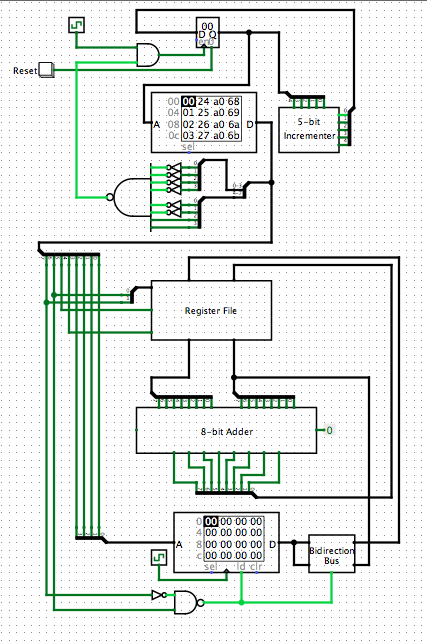 00
D Q
en 0
Reset
00 00 24 a0 68
04 01 25 a0 69
08 02 26 a0 6a
0c 03 27 a0 6b
A
D
sel
5-bit
Incrementer
Register File
8-bit Adder
0
0 00 00 00 00
4 00 00 00 00
8 00 00 00 00
c 00 00 00 00
A
D
sel ld clr
Bidirection
Bus